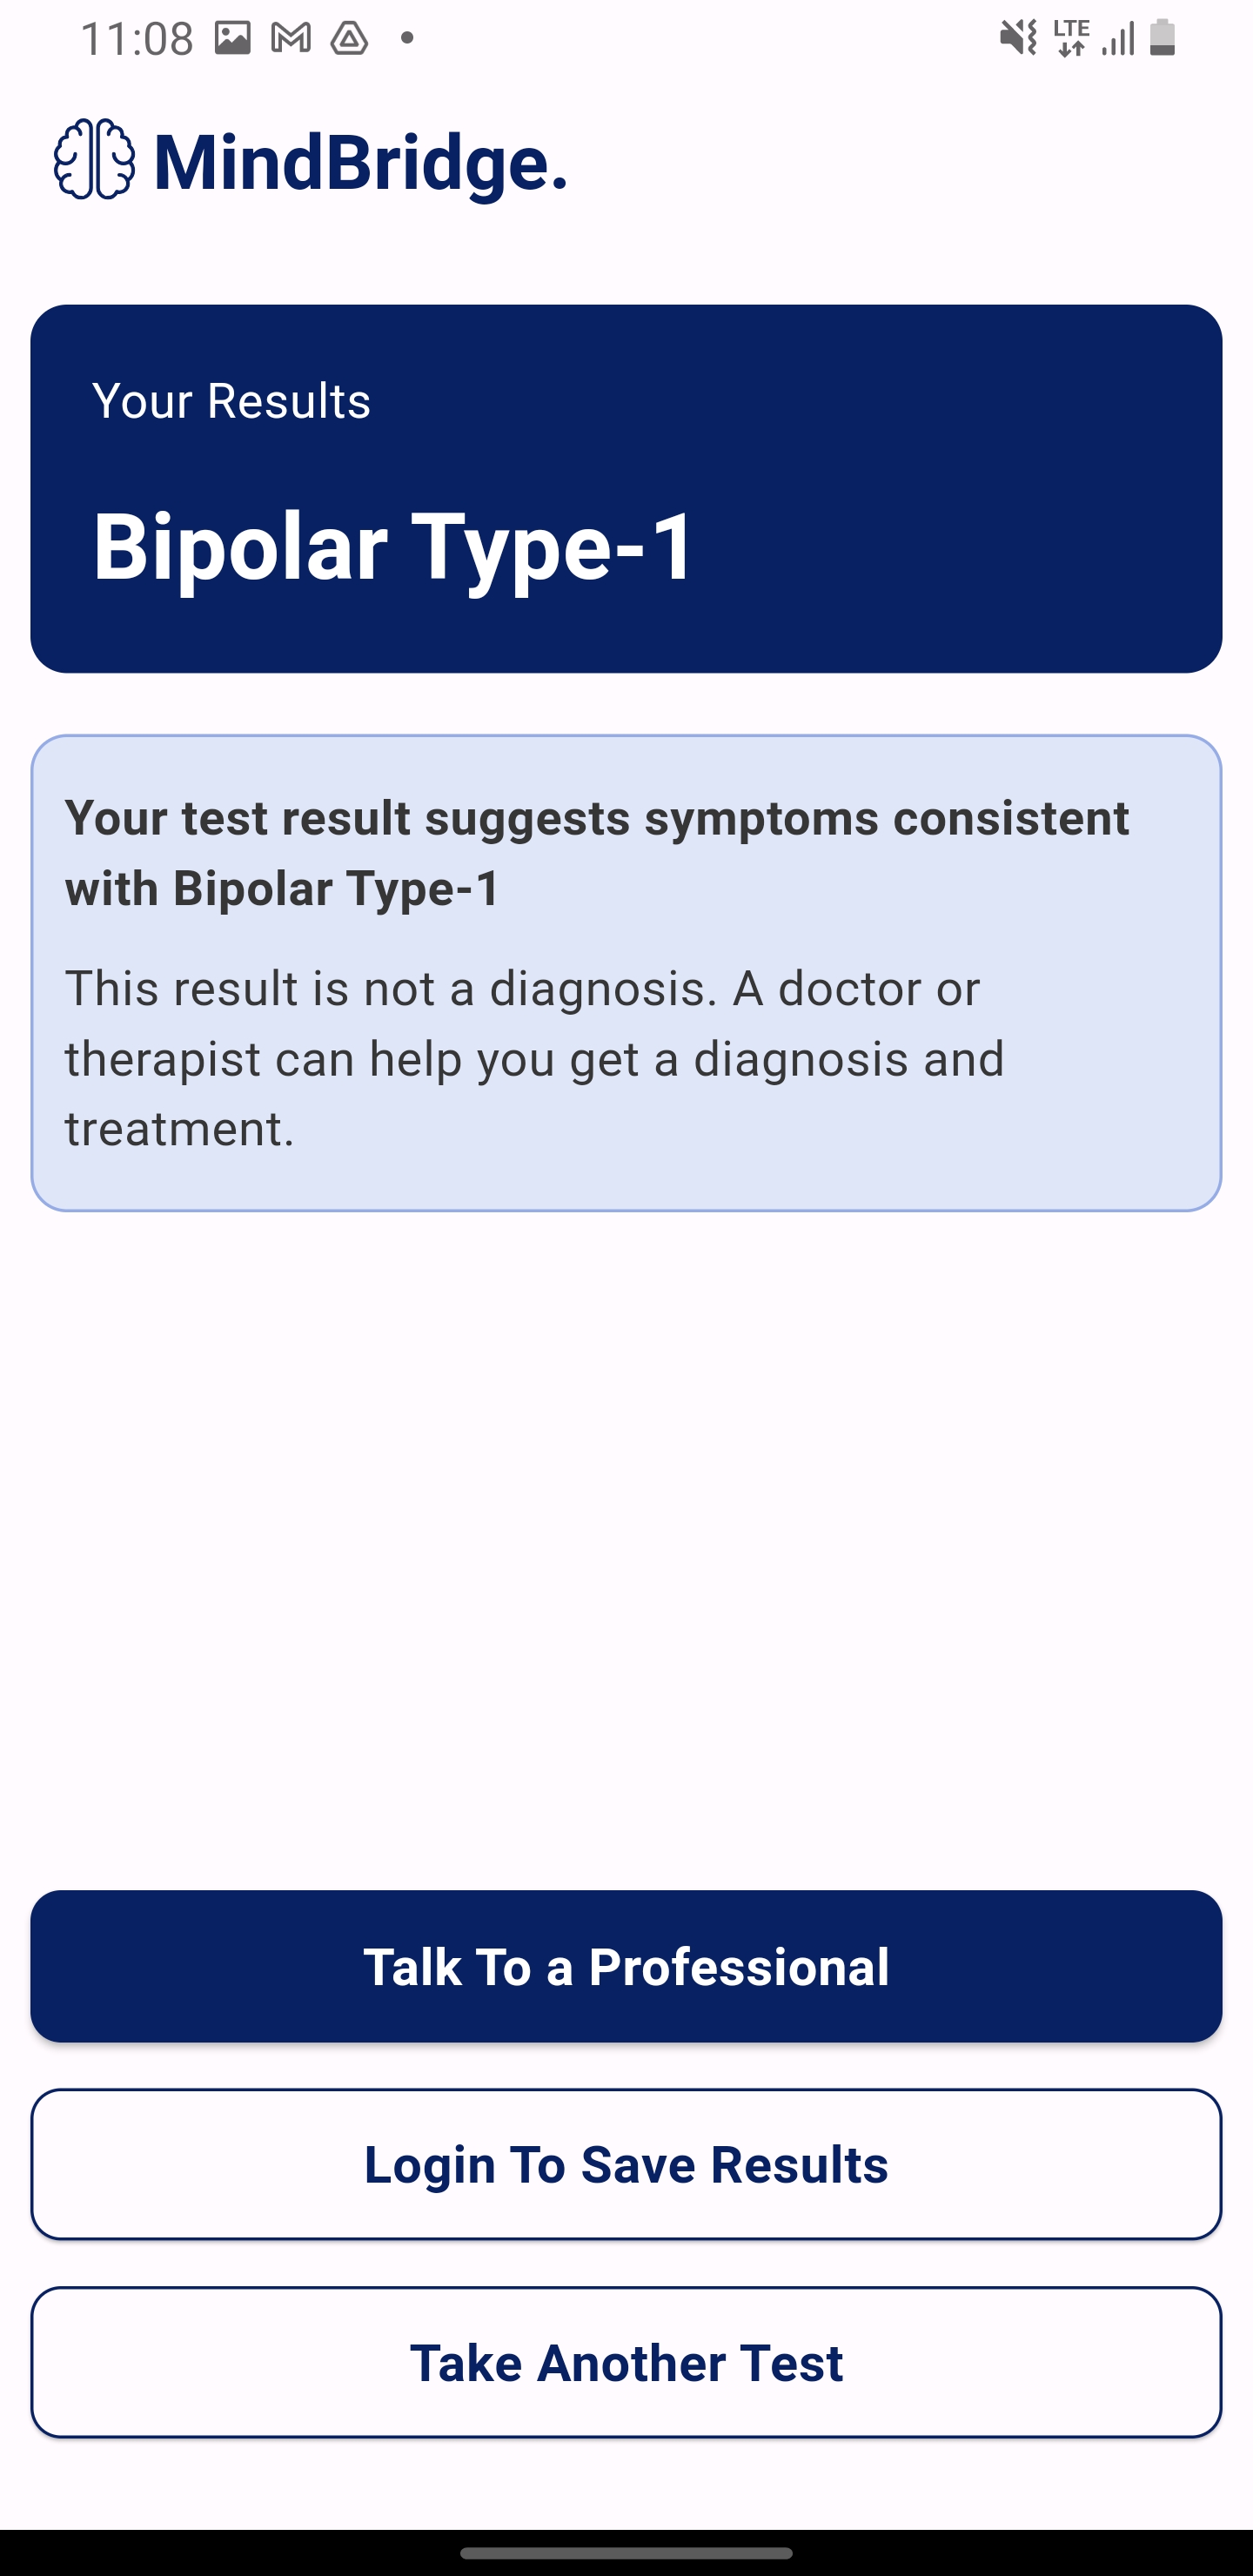 11:08
LTE
MindBridge.
Your Results
Bipolar Type-1
Your test result suggests symptoms consistent
with Bipolar Type-1
This result is not a diagnosis. A doctor or
therapist can help you get a diagnosis and
treatment.
Talk To a Professional
Login To Save Results
Take Another Test